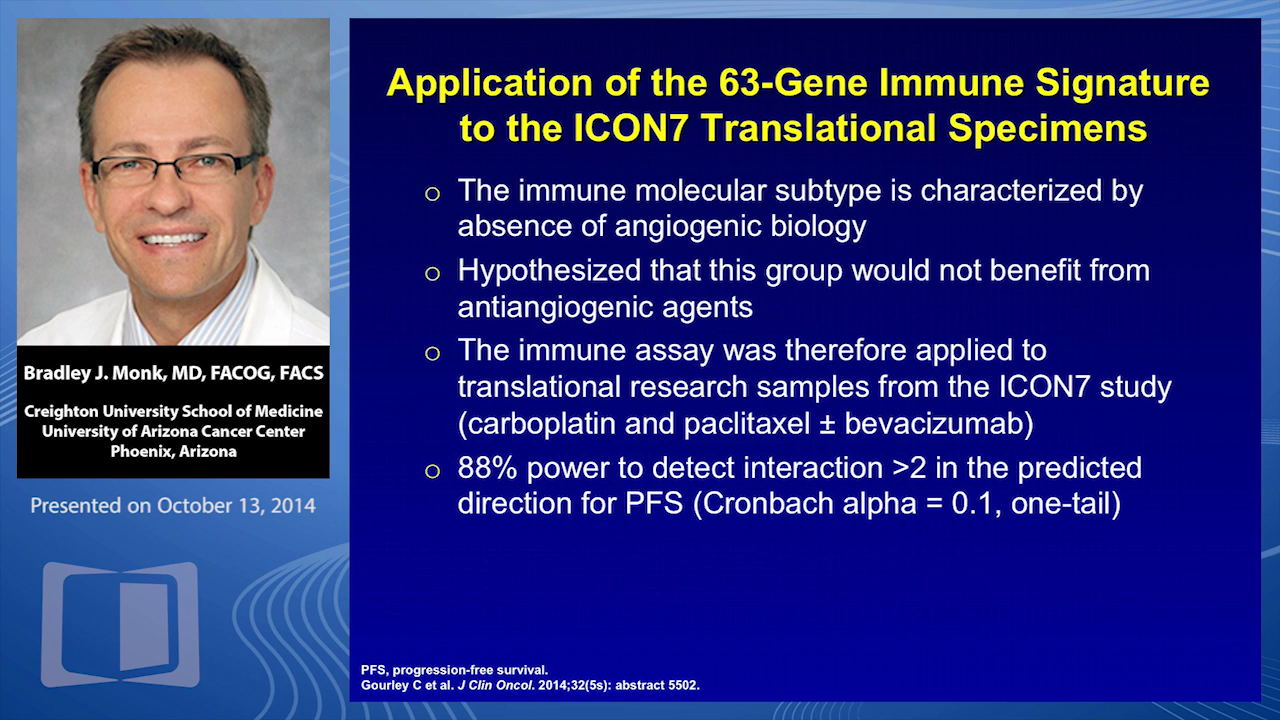 Bradley J. Monk, MD, FACOG, FACS
Creighton University School of Medicine
University of Arizona Cancer Center
Phoenix, Arizona
Presented on October 13, 2014
Application of the 63-Gene Immune Signature
to the ICON7 Translational Specimens
o The immune molecular subtype is characterized by
absence of angiogenic biology
o Hypothesized that this group would not benefit from
antiangiogenic agents
o The immune assay was therefore applied to
translational research samples from the ICON7 study
(carboplatin and paclitaxel ± bevacizumab)
o 88% power to detect interaction >2 in the predicted
direction for PFS (Cronbach alpha = 0.1, one-tail)
PFS, progression-free survival.
Gourley C et al. J Clin Oncol. 2014;32(5s): abstract 5502.